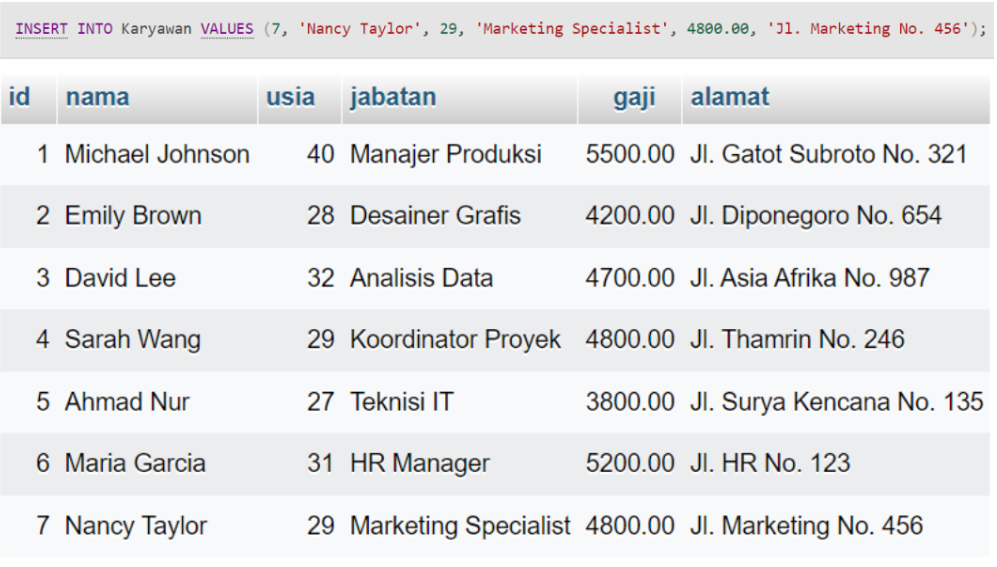 INSERT INTO Karyawan VALUES (7, 'Nancy Taylor', 29, 'Marketing Specialist', 4800.00, 'Jl. Marketing No. 456');
id nama usia jabatan gaji alamat
1 Michael Johnson 40 Manajer Produksi 5500.00 Jl. Gatot Subroto No. 321
2 Emily Brown 28 Desainer Grafis 4200.00 Jl. Diponegoro No. 654
3 David Lee 32 Analisis Data 4700.00 Jl. Asia Afrika No. 987
4 Sarah Wang 29 Koordinator Proyek 4800.00 Jl. Thamrin No. 246
5 Ahmad Nur 27 Teknisi IT 3800.00 Jl. Surya Kencana No. 135
6 Maria Garcia 31 HR Manager 5200.00 Jl. HR No. 123
7 Nancy Taylor 29 Marketing Specialist 4800.00 Jl. Marketing No. 456